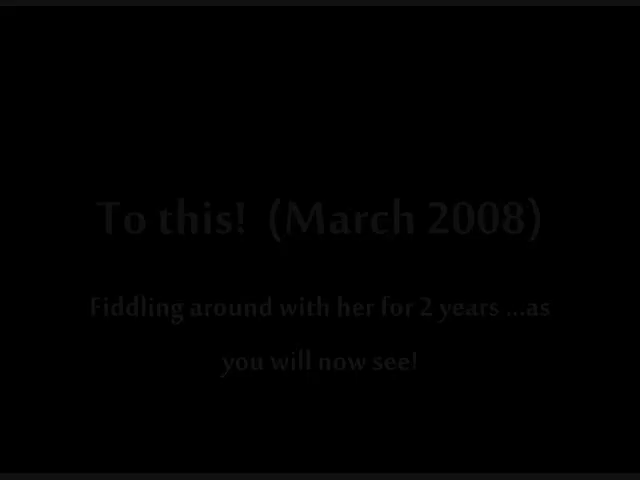 To this! (March 2008)
Fiddling around with her for 2 years ...as
you will now see!